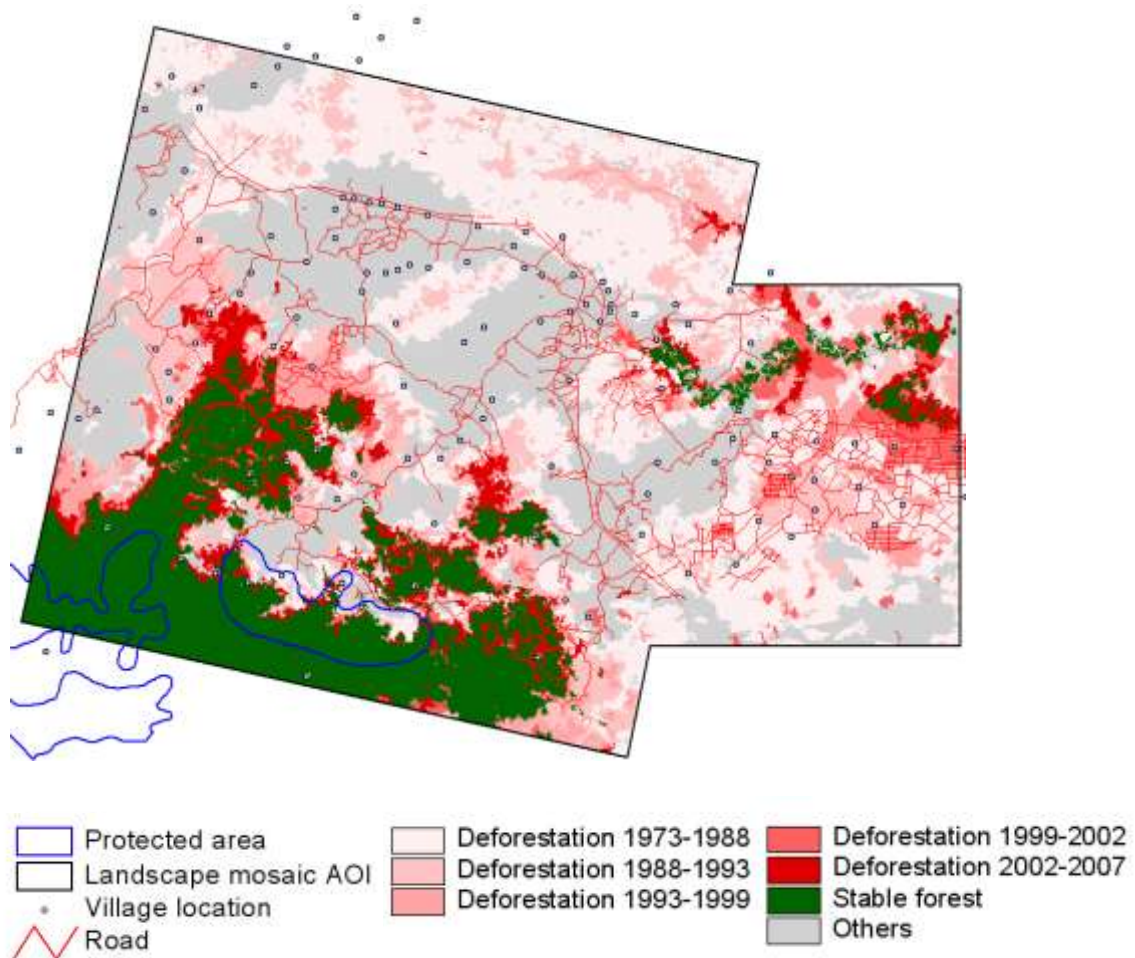 Protected area
Landscape mosaic AOI
Village location
Road
Deforestation 1973-1988
Deforestation 1988-1993
Deforestation 1993-1999
Deforestation 1999-2002
Deforestation 2002-2007
Stable forest
Others